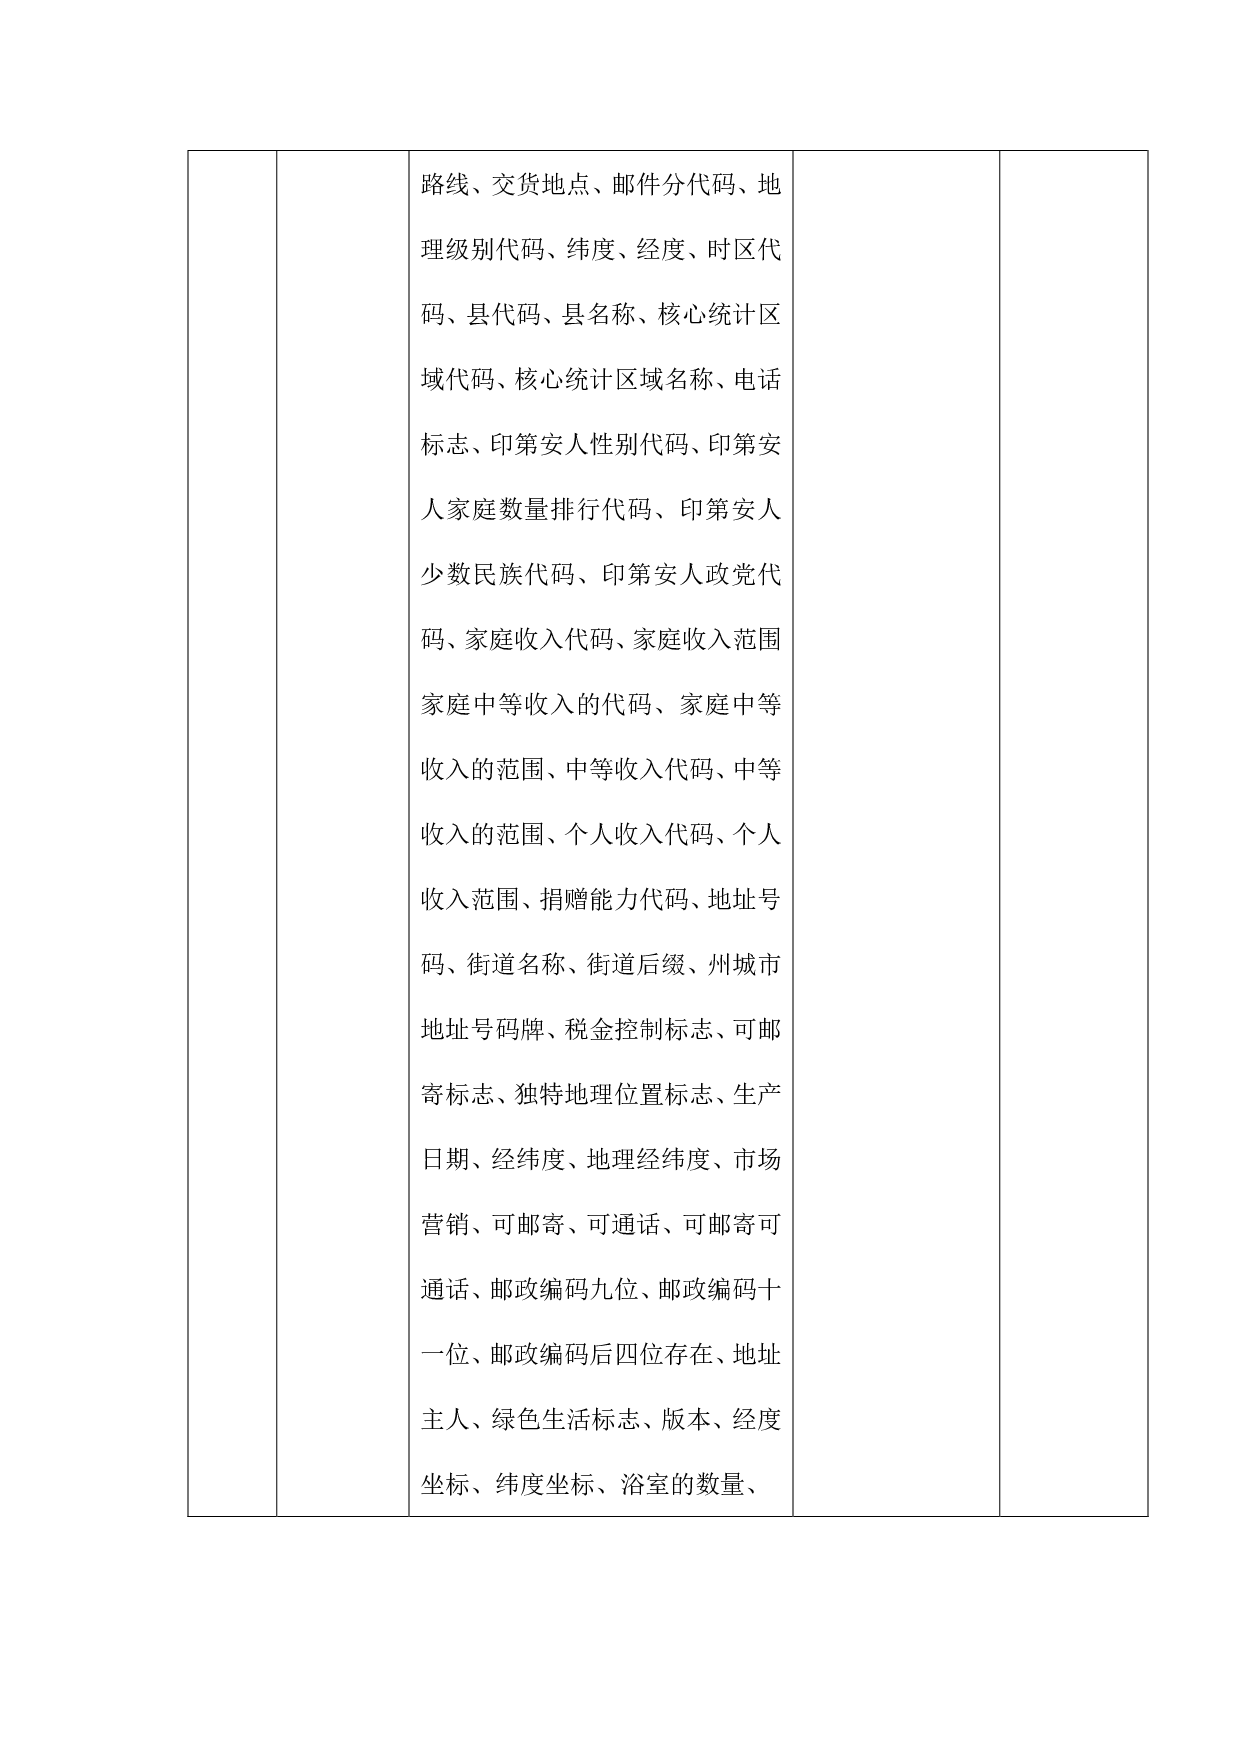 路线、交货地点、邮件分代码、地
理级别代码、纬度、经度、时区代
码、县代码、县名称、核心统计区
域代码、核心统计区域名称、电话
标志、印第安人性别代码、印第安
人家庭数量排行代码、印第安人
少数民族代码、印第安人政党代
码、家庭收入代码、家庭收入范围
家庭中等收入的代码、家庭中等
收入的范围、中等收入代码、中等
收入的范围、个人收入代码、个人
收入范围、捐赠能力代码、地址号
码、街道名称、街道后缀、州城市
地址号码牌、税金控制标志、可邮
寄标志、独特地理位置标志、生产
日期、经纬度、地理经纬度、市场
营销、可邮寄、可通话、可邮寄可
通话、邮政编码九位、邮政编码十
一位、邮政编码后四位存在、地址
主人、绿色生活标志、版本、经度
坐标、纬度坐标、浴室的数量、